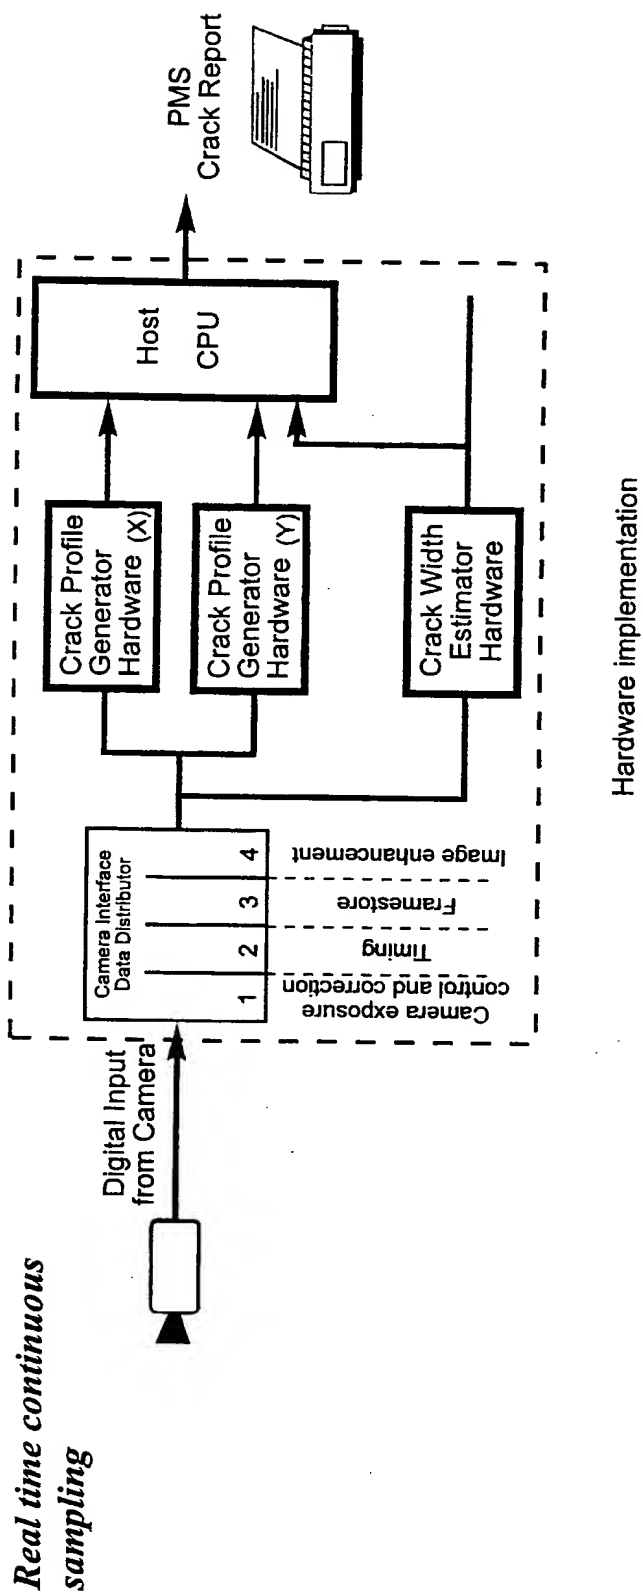 Real time continuous
sampling
Digital Input
from Camera
Camera Interface
Data Distributor
1
2
3
4
Camera exposure
control and correction
Timing
Framestore
Image enhancement
Crack Profile
Generator
Hardware (X)
Crack Profile
Generator
Hardware (Y)
Crack Width
Estimator
Hardware
Host
CPU
PMS
Crack Report
Hardware implementation